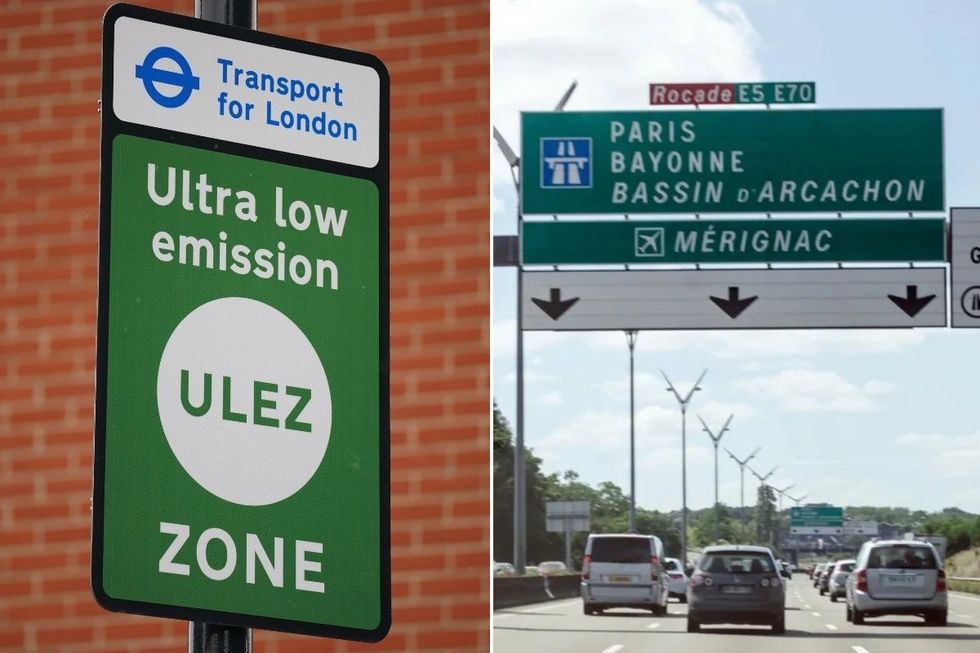 Transport
for London
Ultra low
emission
ULEZ
ZONE
Rocade E5 E70
PARIS
BAYONNE
BASSIN D'ARCACHON
MÉRIGNAC
G